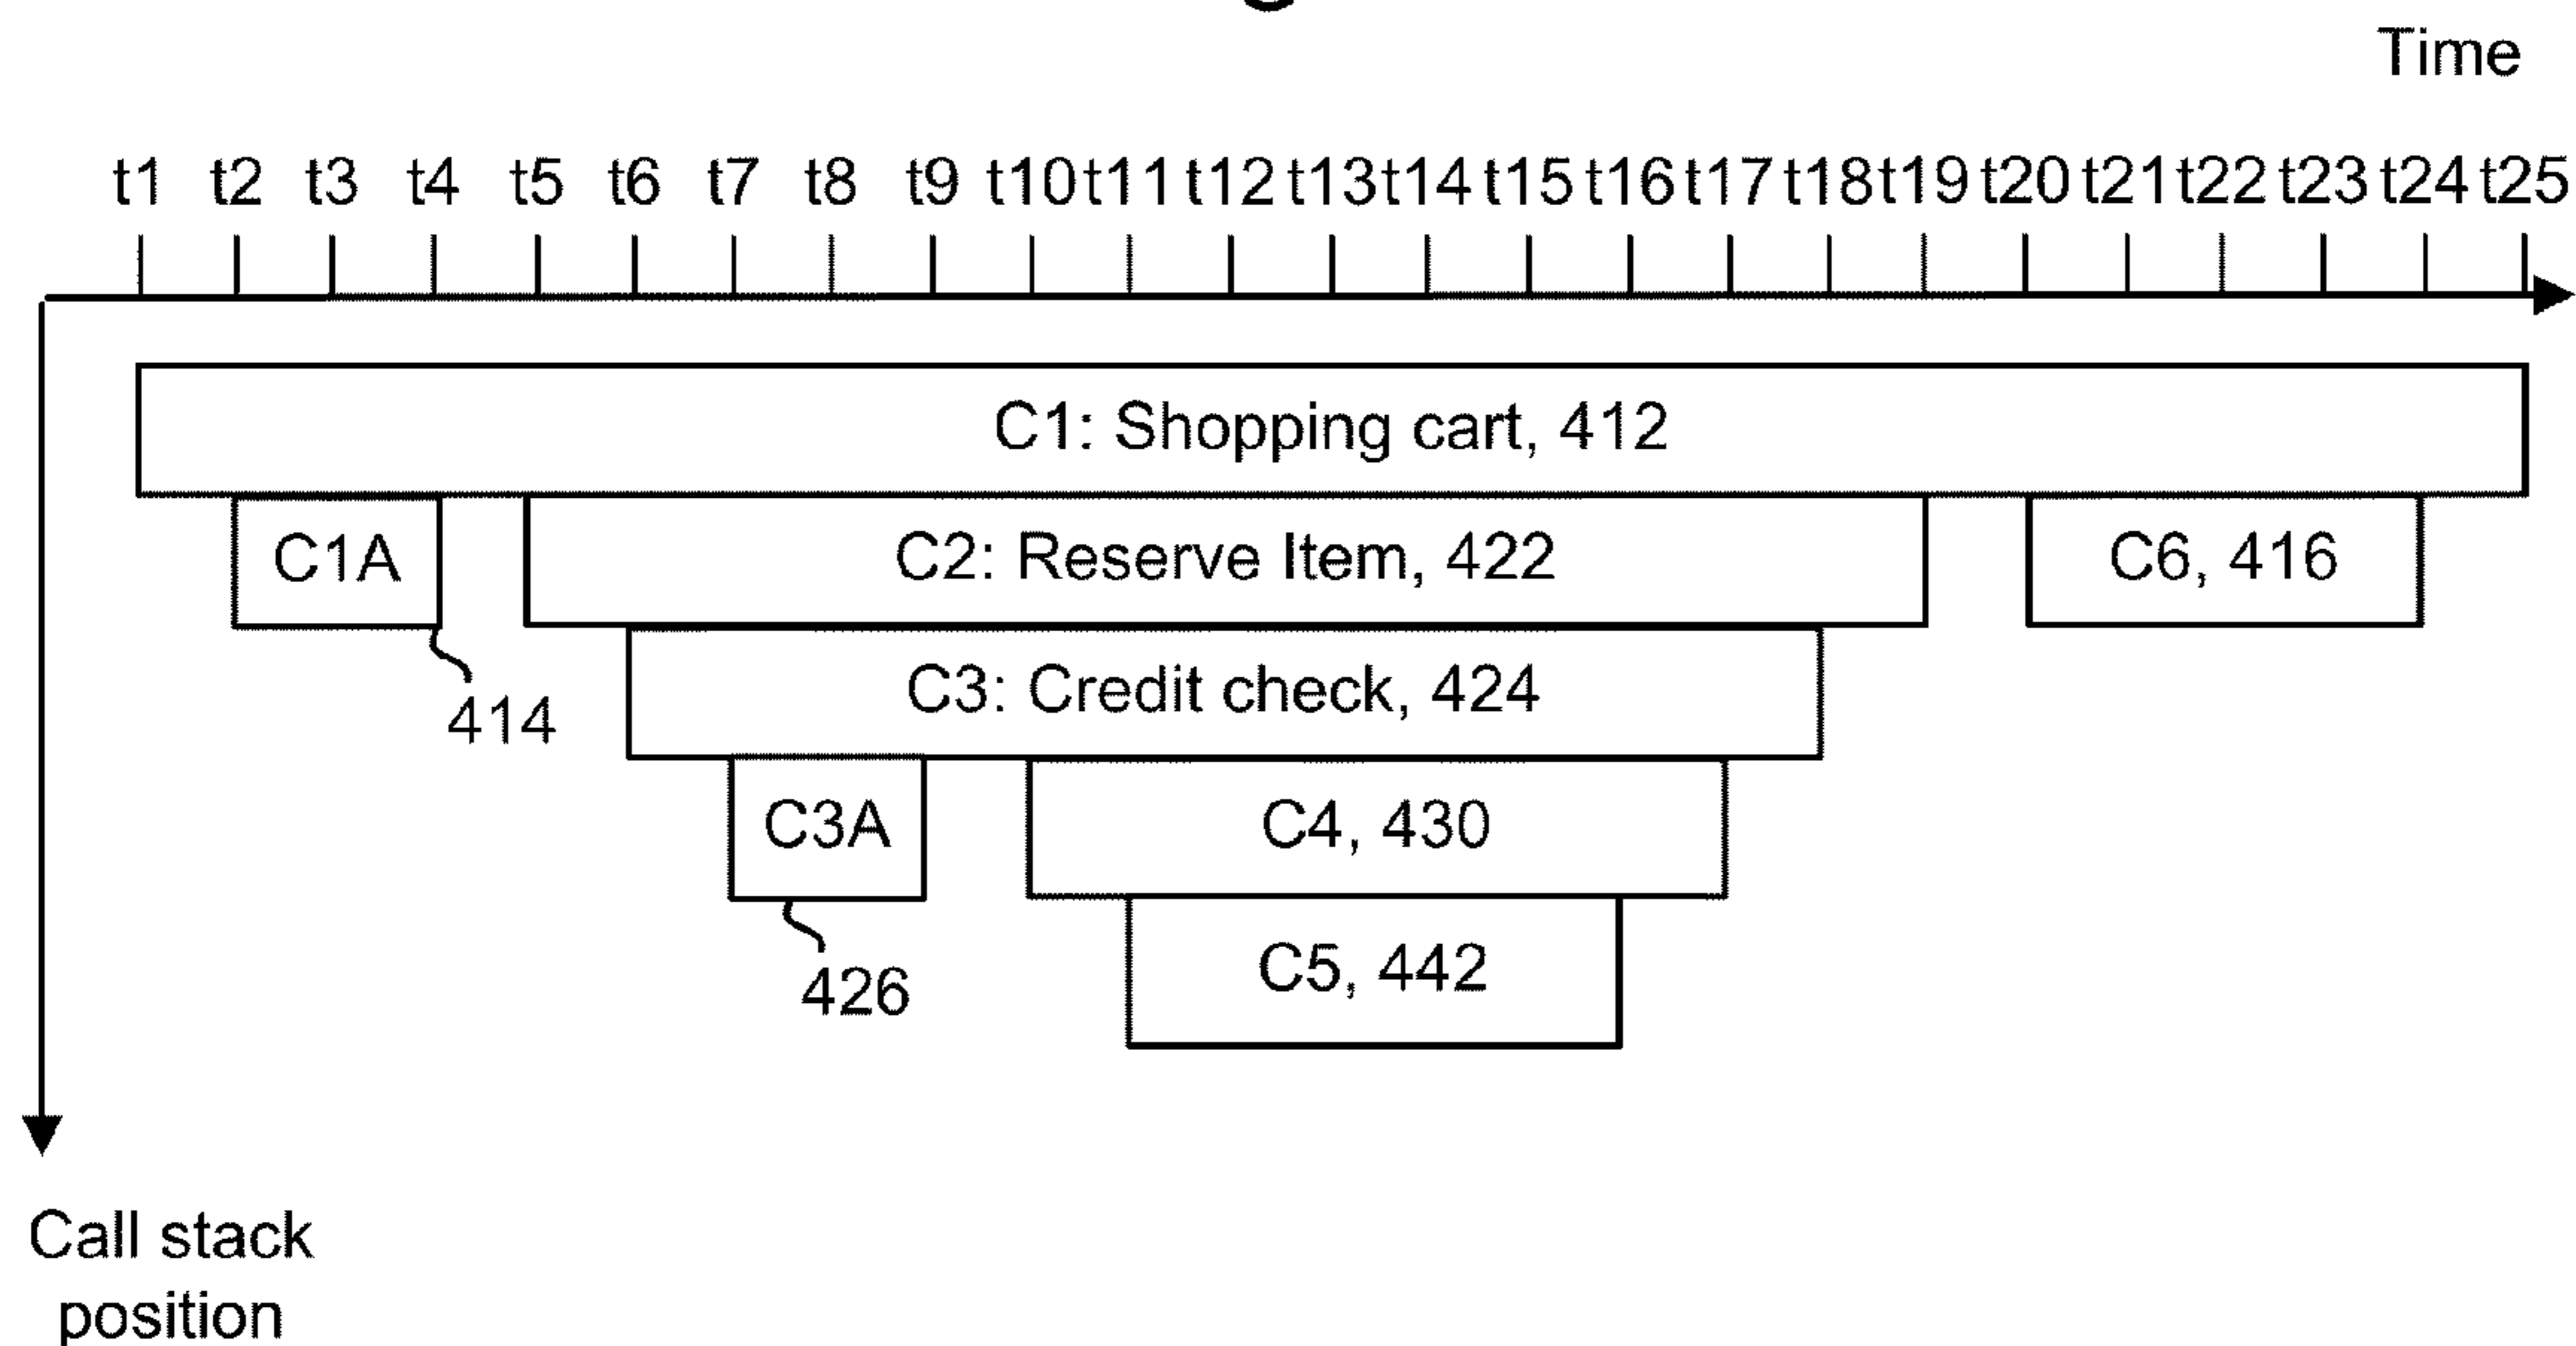 Time
t1 t2 t3 t4 t5 t6 t7 t8 t9 t10 t11 t12 t13 t14 t15 t16 t17 t18 t19 t20 t21 t22 t23 t24 t25
C1: Shopping cart, 412
C1A
C2: Reserve Item, 422
C6, 416
C3: Credit check, 424
414
C3A
C4, 430
C5, 442
426
Call stack
position